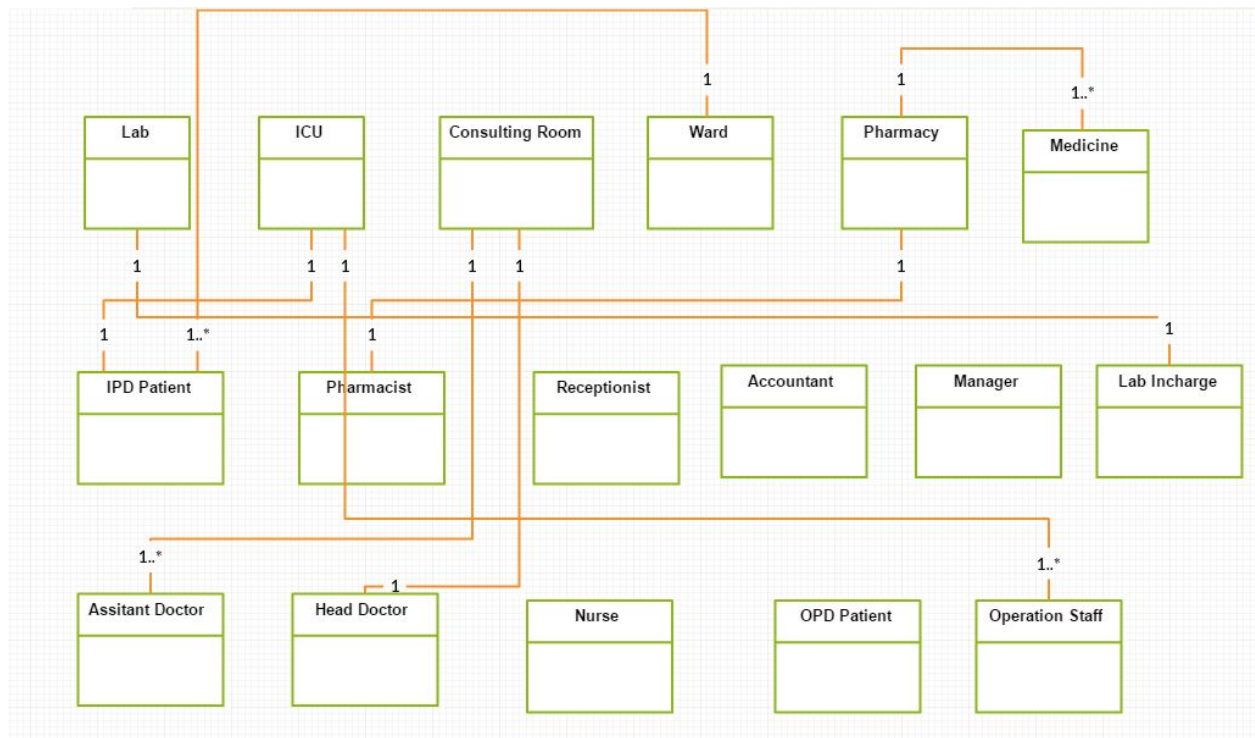 1 1
1..*
Lab ICU Consulting Room Ward Pharmacy
Medicine
1 1 1 1 1 1
1 1..* 1 1
IPD Patient Pharmacist Receptionist Accountant Manager Lab Incharge
1..* 1..*
1
Assitant Doctor Head Doctor Nurse OPD Patient Operation Staff